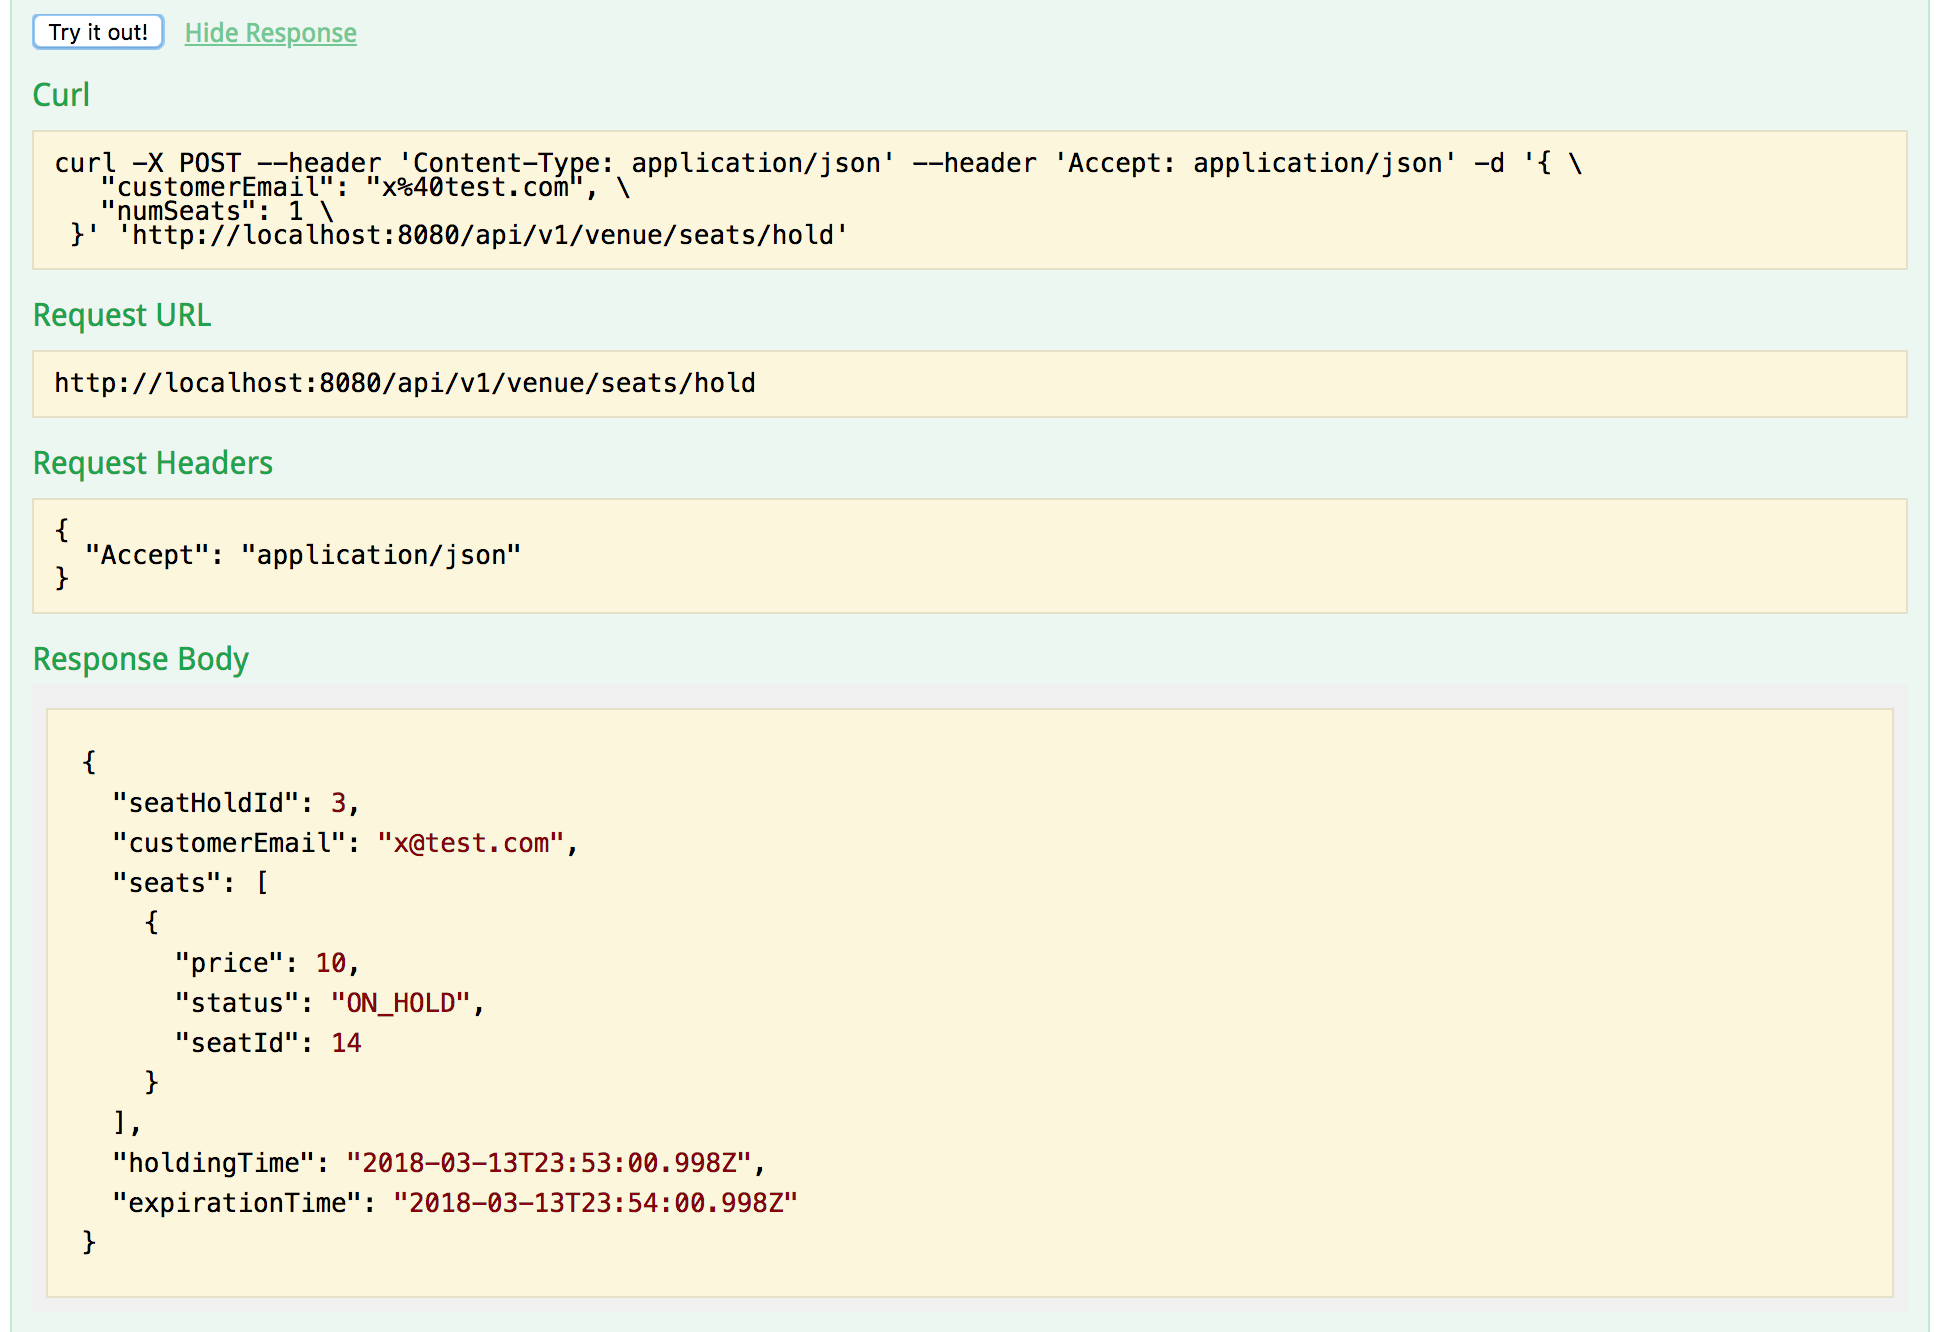 Try it out! Hide Response
Curl
curl -X POST --header 'Content-Type: application/json' --header 'Accept: application/json' -d '{ \
   "customerEmail": "x%40test.com", \
   "numSeats": 1 \
 }' 'http://localhost:8080/api/v1/venue/seats/hold'
Request URL
http://localhost:8080/api/v1/venue/seats/hold
Request Headers
{
  "Accept": "application/json"
}
Response Body
{
  "seatHoldId": 3,
  "customerEmail": "x@test.com",
  "seats": [
    {
      "price": 10,
      "status": "ON_HOLD",
      "seatId": 14
    }
  ],
  "holdingTime": "2018-03-13T23:53:00.998Z",
  "expirationTime": "2018-03-13T23:54:00.998Z"
}